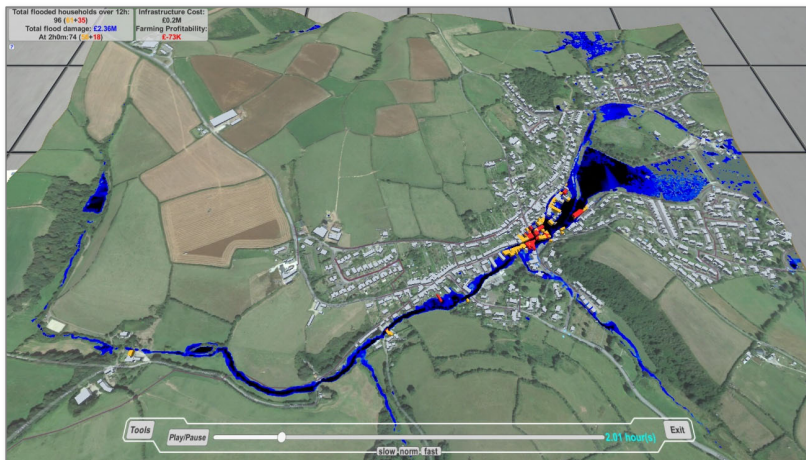 Total flooded households over 12h:
96 (61+35)
Total flood damage: £2.36M
At 2h0m:74 (+18)
Infrastructure Cost:
£0.2M
Farming Profitability:
£-73K
Tools
Play/Pause
2.01 hour(s)
Exit
slow norm fast